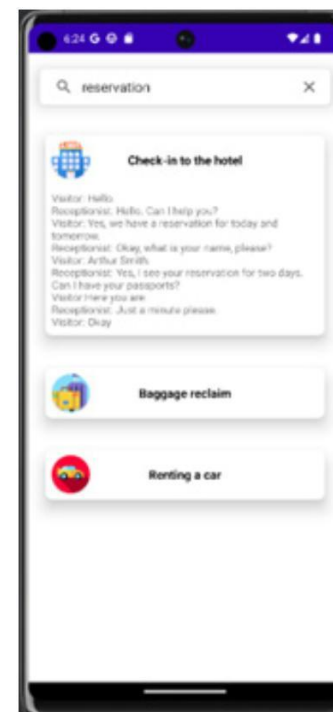 6:24 G
reservation
Check-in to the hotel
Visitor: Hello.
Receptionist: Hello. Can I help you?
Visitor: Yes, we have a reservation for today and
tomorrow.
Receptionist: Okay, what is your name, please?
Visitor: Arthur Smith.
Receptionist: Yes, I see your reservation for two days.
Can I have your passports?
Visitor:Here you are
Receptionist: Just a minute please.
Visitor: Okay
Baggage reclaim
Renting a car